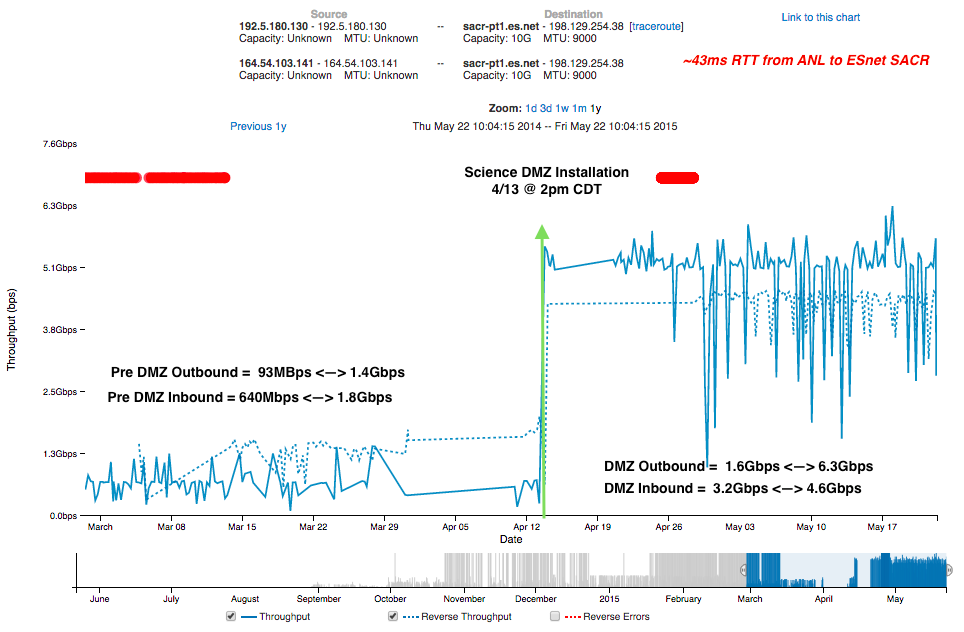 Source Destination
192.5.180.130 - 192.5.180.130 -- sacr-pt1.es.net - 198.129.254.38 [traceroute]
Capacity: Unknown MTU: Unknown Capacity: 10G MTU: 9000
164.54.103.141 - 164.54.103.141 -- sacr-pt1.es.net - 198.129.254.38
Capacity: Unknown MTU: Unknown Capacity: 10G MTU: 9000
Link to this chart
~43ms RTT from ANL to ESnet SACR
Zoom: 1d 3d 1w 1m 1y
Previous 1y Thu May 22 10:04:15 2014 -- Fri May 22 10:04:15 2015
7.6Gbps
Science DMZ Installation
4/13 @ 2pm CDT
6.3Gbps
5.1Gbps
3.8Gbps
Throughput (bps)
Pre DMZ Outbound = 93MBps <—> 1.4Gbps
2.5Gbps
Pre DMZ Inbound = 640Mbps <—> 1.8Gbps
1.3Gbps
DMZ Outbound = 1.6Gbps <—> 6.3Gbps
DMZ Inbound = 3.2Gbps <—> 4.6Gbps
0.0bps
March Mar 08 Mar 15 Mar 22 Mar 29 Apr 05 Apr 12 Apr 19 Apr 26 May 03 May 10 May 17
Date
June July August September October November December 2015 February March April May
Throughput Reverse Throughput Reverse Errors